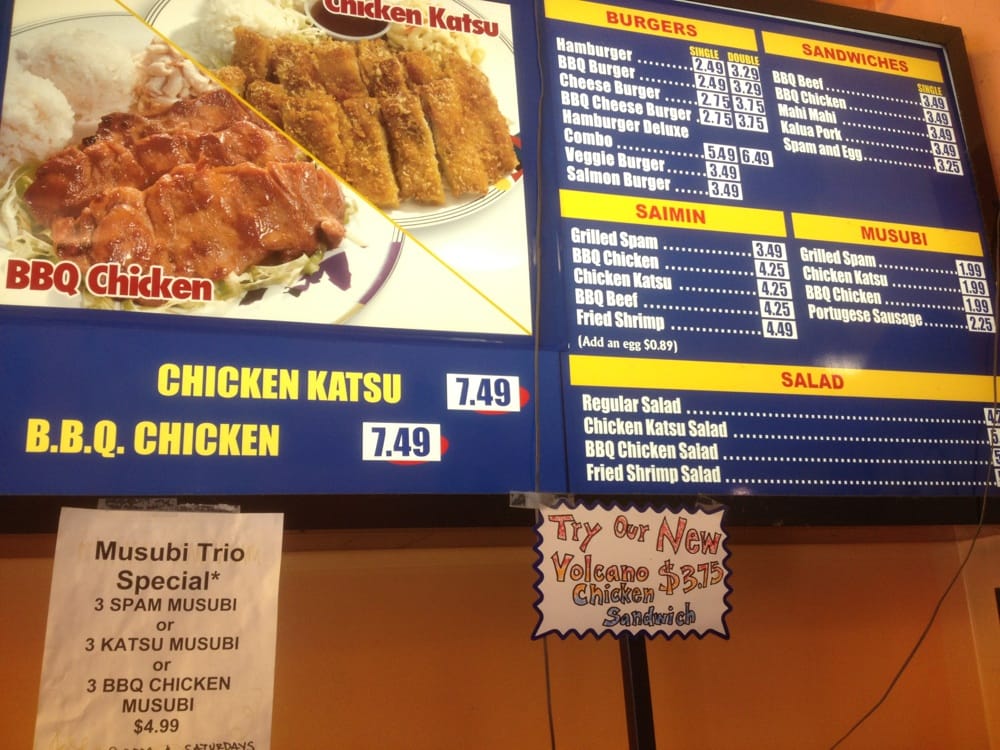 Chicken Katsu
BBQ Chicken
CHICKEN KATSU 7.49
B.B.Q. CHICKEN 7.49
BURGERS
SINGLE DOUBLE
Hamburger 2.49 3.29
BBQ Burger 2.49 3.29
Cheese Burger 2.75 3.75
BBQ Cheese Burger 2.75 3.75
Hamburger Deluxe
Combo 5.49 6.49
Veggie Burger 3.49
Salmon Burger 3.49
SANDWICHES
SINGLE
BBQ Beef 3.49
BBQ Chicken 3.49
Mahi Mahi 3.49
Kalua Pork 3.49
Spam and Egg 3.25
SAIMIN
Grilled Spam 3.49
BBQ Chicken 4.25
Chicken Katsu 4.25
BBQ Beef 4.25
Fried Shrimp 4.49
(Add an egg $0.89)
MUSUBI
Grilled Spam 1.99
Chicken Katsu 1.99
BBQ Chicken 1.99
Portugese Sausage 2.25
SALAD
Regular Salad
Chicken Katsu Salad
BBQ Chicken Salad
Fried Shrimp Salad
Musubi Trio
Special*
3 SPAM MUSUBI
or
3 KATSU MUSUBI
or
3 BBQ CHICKEN
MUSUBI
$4.99
SATURDAYS
Try Our New
Volcano $3.75
Chicken
Sandwich